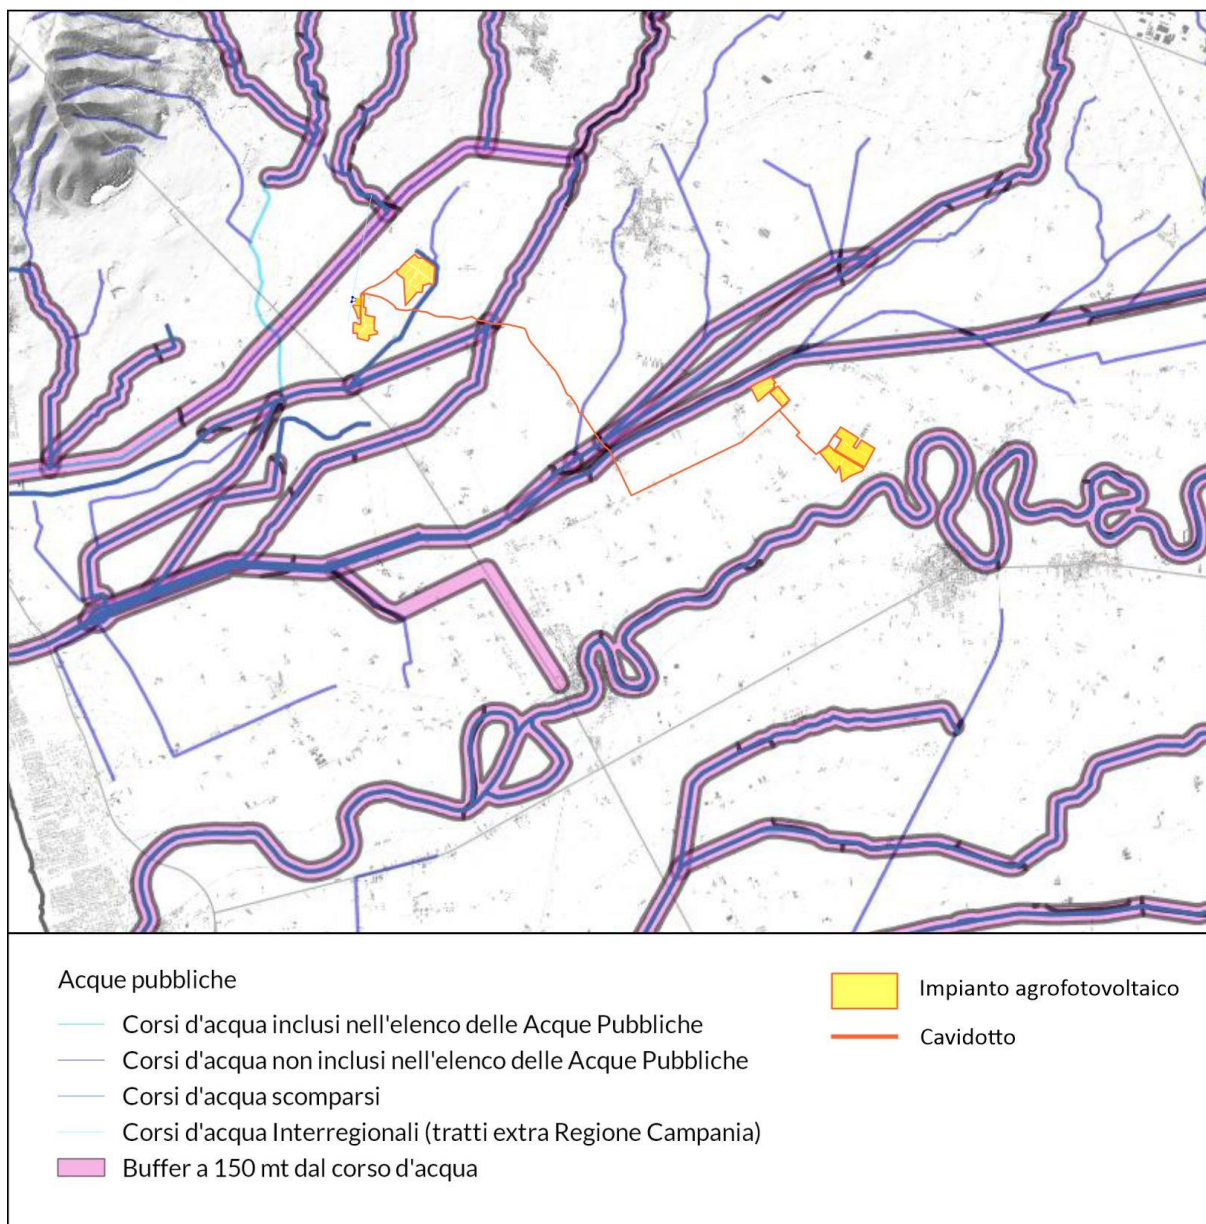 Acque pubbliche
Corsi d'acqua inclusi nell'elenco delle Acque Pubbliche
Corsi d'acqua non inclusi nell'elenco delle Acque Pubbliche
Corsi d'acqua scomparsi
Corsi d'acqua Interregionali (tratti extra Regione Campania)
Buffer a 150 mt dal corso d'acqua
Impianto agrofotovoltaico
Cavidotto